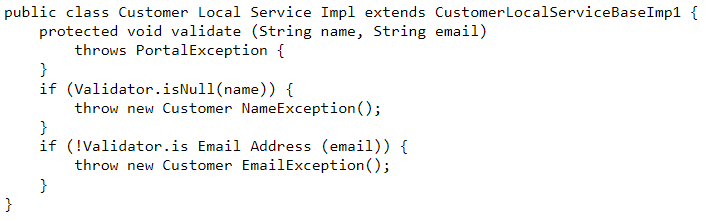 public class Customer Local Service Impl extends CustomerLocalServiceBaseImp1 {
protected void validate (String name, String email)
throws PortalException {
}
if (Validator.isNull(name)) {
throw new Customer NameException();
}
if (!Validator.is Email Address (email)) {
throw new Customer EmailException();
}
}